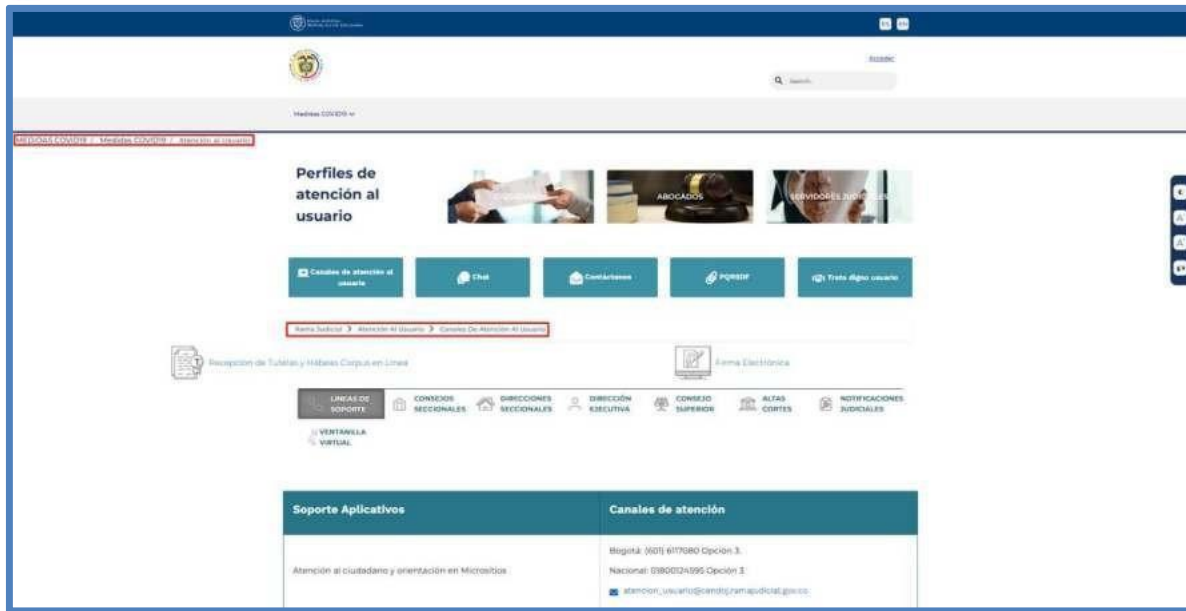 ES EN
Acceder
Search
Medidas COVID19
MEDIDAS COVID19 / Medidas COVID19 / Atención al Usuario
Perfiles de
atención al
usuario
ABOGADOS
SERVIDORES JUDICIALES
Canales de atención al
usuario
Chat
Contáctanos
PQRSDF
Trato digno usuario
Rama Judicial > Atención Al Usuario > Canales De Atención Al Usuario
Recepción de Tutelas y Hábeas Corpus en Línea
Firma Electrónica
LINEAS DE
SOPORTE
CONSEJOS
SECCIONALES
DIRECCIONES
SECCIONALES
DIRECCIÓN
EJECUTIVA
CONSEJO
SUPERIOR
ALTAS
CORTES
NOTIFICACIONES
JUDICIALES
VENTANILLA
VIRTUAL
Soporte Aplicativos
Canales de atención
Atención al ciudadano y orientación en Micrositios
Bogotá: (601) 6117080 Opción 3.
Nacional: 018000124595 Opción 3.
atencion_usuario@cendoj.ramajudicial.gov.co